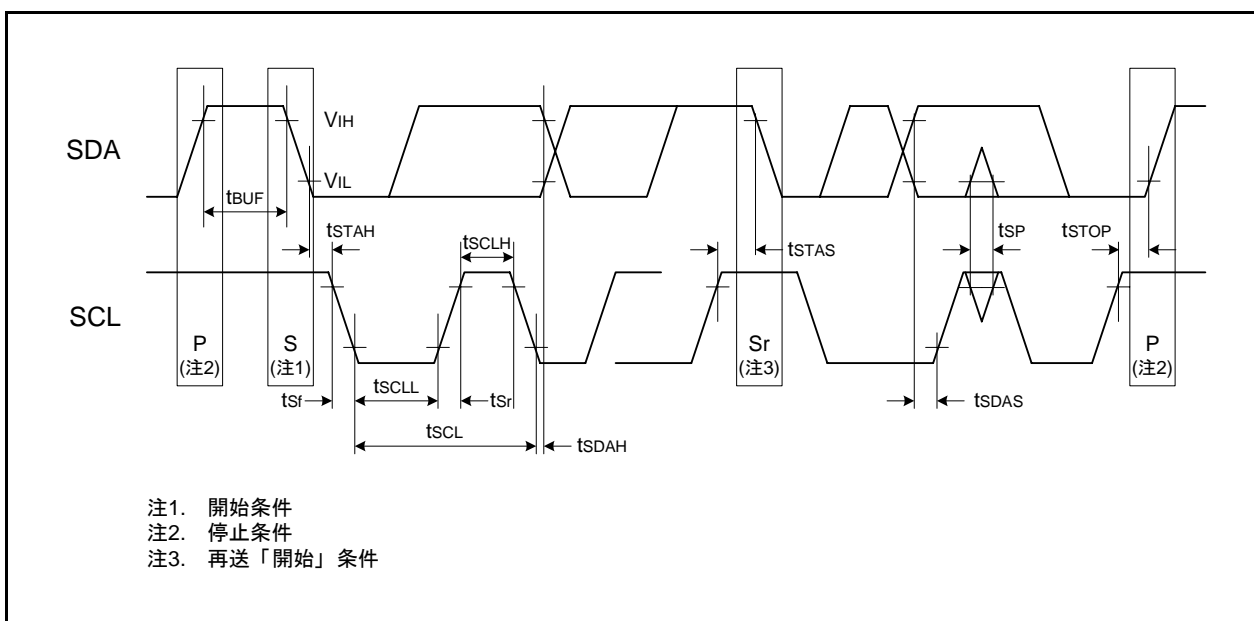 SDA
VIH
VIL
tBUF
tSTAH
tSCLH
tSTAS
tSP
tSTOP
SCL
P
(注2)
S
(注1)
Sr
(注3)
P
(注2)
tSf
tSCLL
tSr
tSDAS
tSCL
tSDAH
注1. 開始条件
注2. 停止条件
注3. 再送「開始」条件